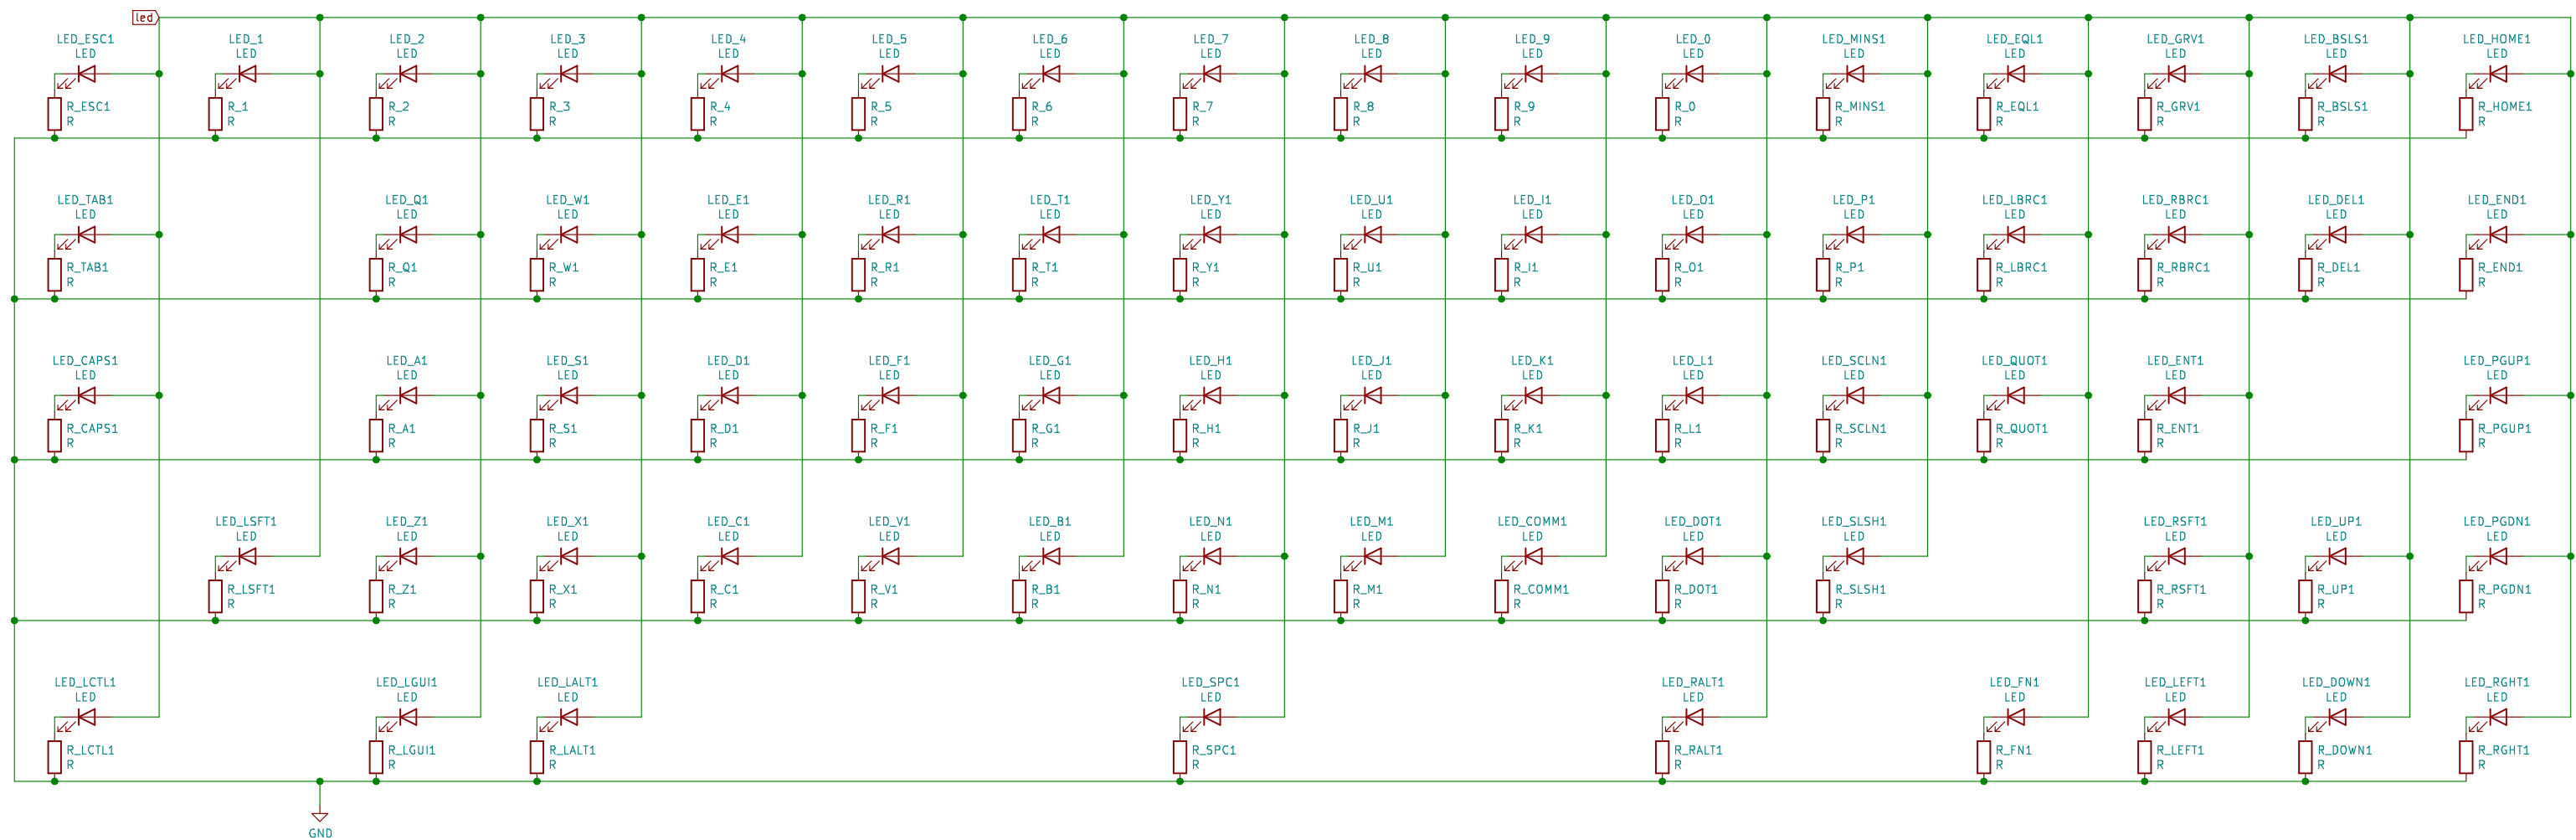 led
LED_ESC1 LED_1 LED_2 LED_3 LED_4 LED_5 LED_6 LED_7 LED_8 LED_9 LED_0 LED_MINS1 LED_EQL1 LED_GRV1 LED_BSLS1 LED_HOME1
LED LED LED LED LED LED LED LED LED LED LED LED LED LED LED LED
R_ESC1 R_1 R_2 R_3 R_4 R_5 R_6 R_7 R_8 R_9 R_0 R_MINS1 R_EQL1 R_GRV1 R_BSLS1 R_HOME1
R R R R R R R R R R R R R R R R
LED_TAB1 LED_Q1 LED_W1 LED_E1 LED_R1 LED_T1 LED_Y1 LED_U1 LED_I1 LED_O1 LED_P1 LED_LBRC1 LED_RBRC1 LED_DEL1 LED_END1
LED LED LED LED LED LED LED LED LED LED LED LED LED LED LED
R_TAB1 R_Q1 R_W1 R_E1 R_R1 R_T1 R_Y1 R_U1 R_I1 R_O1 R_P1 R_LBRC1 R_RBRC1 R_DEL1 R_END1
R R R R R R R R R R R R R R R
LED_CAPS1 LED_A1 LED_S1 LED_D1 LED_F1 LED_G1 LED_H1 LED_J1 LED_K1 LED_L1 LED_SCLN1 LED_QUOT1 LED_ENT1 LED_PGUP1
LED LED LED LED LED LED LED LED LED LED LED LED LED LED
R_CAPS1 R_A1 R_S1 R_D1 R_F1 R_G1 R_H1 R_J1 R_K1 R_L1 R_SCLN1 R_QUOT1 R_ENT1 R_PGUP1
R R R R R R R R R R R R R R
LED_LSFT1 LED_Z1 LED_X1 LED_C1 LED_V1 LED_B1 LED_N1 LED_M1 LED_COMM1 LED_DOT1 LED_SLSH1 LED_RSFT1 LED_UP1 LED_PGDN1
LED LED LED LED LED LED LED LED LED LED LED LED LED LED
R_LSFT1 R_Z1 R_X1 R_C1 R_V1 R_B1 R_N1 R_M1 R_COMM1 R_DOT1 R_SLSH1 R_RSFT1 R_UP1 R_PGDN1
R R R R R R R R R R R R R R
LED_LCTL1 LED_LGUI1 LED_LALT1 LED_SPC1 LED_RALT1 LED_FN1 LED_LEFT1 LED_DOWN1 LED_RGHT1
LED LED LED LED LED LED LED LED LED
R_LCTL1 R_LGUI1 R_LALT1 R_SPC1 R_RALT1 R_FN1 R_LEFT1 R_DOWN1 R_RGHT1
R R R R R R R R R
GND